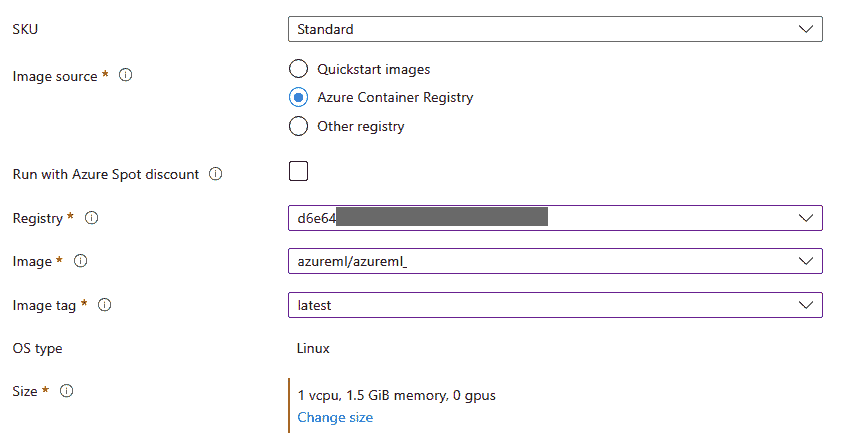 SKU Standard
Image source * Quickstart images
Azure Container Registry
Other registry
Run with Azure Spot discount
Registry * d6e64
Image * azureml/azureml_
Image tag * latest
OS type Linux
Size * 1 vcpu, 1.5 GiB memory, 0 gpus
Change size